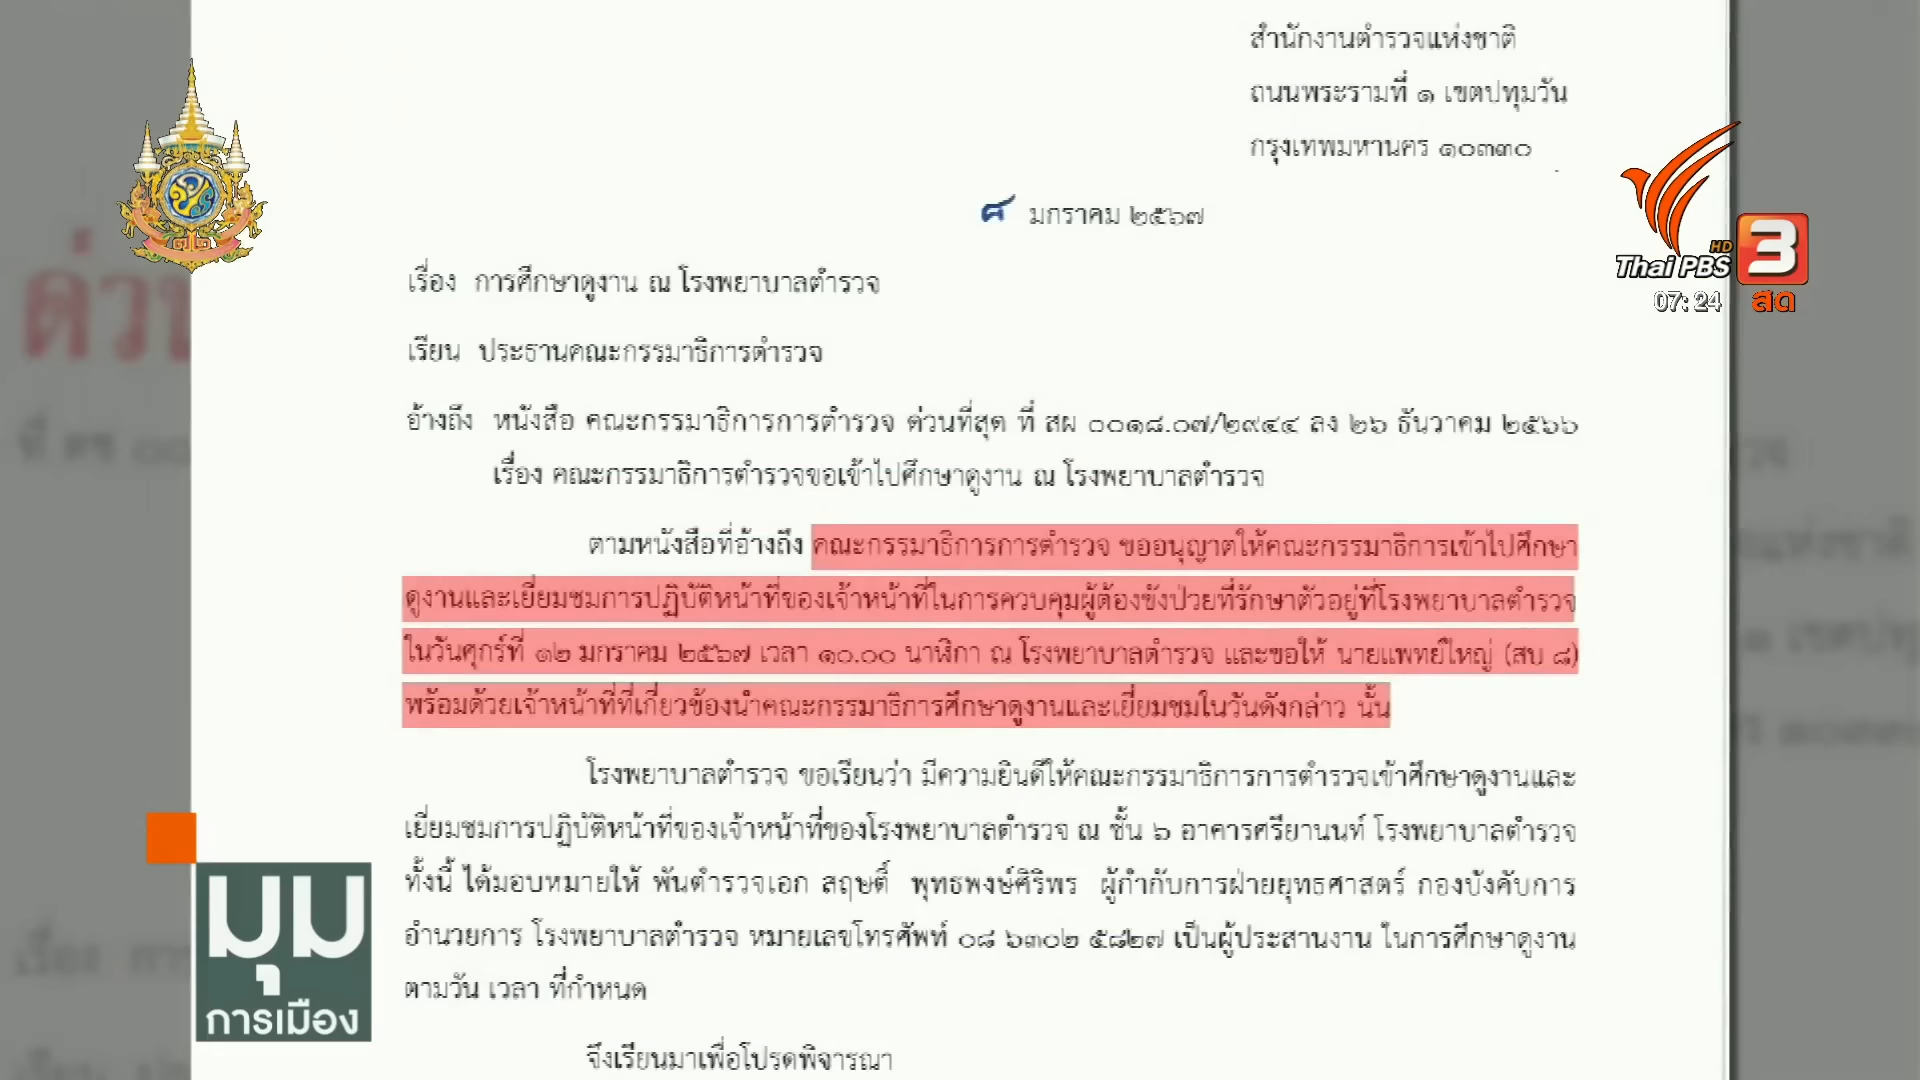 สำนักงานตำรวจแห่งชาติ
ถนนพระรามที่ ๑ เขตปทุมวัน
กรุงเทพมหานคร ๑๐๓๓๐
๘ มกราคม ๒๕๖๗
HD
Thai PBS 3
07:24 สด
เรื่อง การศึกษาดูงาน ณ โรงพยาบาลตำรวจ
เรียน ประธานคณะกรรมาธิการตำรวจ
อ้างถึง หนังสือ คณะกรรมาธิการการตำรวจ ด่วนที่สุด ที่ สผ ๐๐๑๘.๐๗/๒๙๔๔ ลง ๒๖ ธันวาคม ๒๕๖๖
เรื่อง คณะกรรมาธิการตำรวจขอเข้าไปศึกษาดูงาน ณ โรงพยาบาลตำรวจ
ตามหนังสือที่อ้างถึง คณะกรรมาธิการการตำรวจ ขออนุญาตให้คณะกรรมาธิการเข้าไปศึกษา
ดูงานและเยี่ยมชมการปฏิบัติหน้าที่ของเจ้าหน้าที่ในการควบคุมผู้ต้องขังป่วยที่รักษาตัวอยู่ที่โรงพยาบาลตำรวจ
ในวันศุกร์ที่ ๑๒ มกราคม ๒๕๖๗ เวลา ๑๐.๐๐ นาฬิกา ณ โรงพยาบาลตำรวจ และขอให้ นายแพทย์ใหญ่ (สบ ๘)
พร้อมด้วยเจ้าหน้าที่ที่เกี่ยวข้องนำคณะกรรมาธิการศึกษาดูงานและเยี่ยมชมในวันดังกล่าว นั้น
โรงพยาบาลตำรวจ ขอเรียนว่า มีความยินดีให้คณะกรรมาธิการการตำรวจเข้าศึกษาดูงานและ
เยี่ยมชมการปฏิบัติหน้าที่ของเจ้าหน้าที่ของโรงพยาบาลตำรวจ ณ ชั้น ๖ อาคารศรียานนท์ โรงพยาบาลตำรวจ
ทั้งนี้ ได้มอบหมายให้ พันตำรวจเอก สฤษดิ์ พุทธพงษ์ศิริพร ผู้กำกับการฝ่ายยุทธศาสตร์ กองบังคับการ
อำนวยการ โรงพยาบาลตำรวจ หมายเลขโทรศัพท์ ๐๘ ๖๓๐๒ ๕๘๒๗ เป็นผู้ประสานงาน ในการศึกษาดูงาน
ตามวัน เวลา ที่กำหนด
จึงเรียนมาเพื่อโปรดพิจารณา
มุม
การเมือง